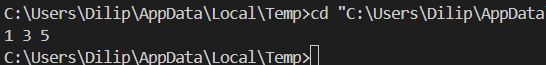 C:\Users\Dilip\AppData\Local\Temp>cd "C:\Users\Dilip\AppData
1 3 5
C:\Users\Dilip\AppData\Local\Temp>